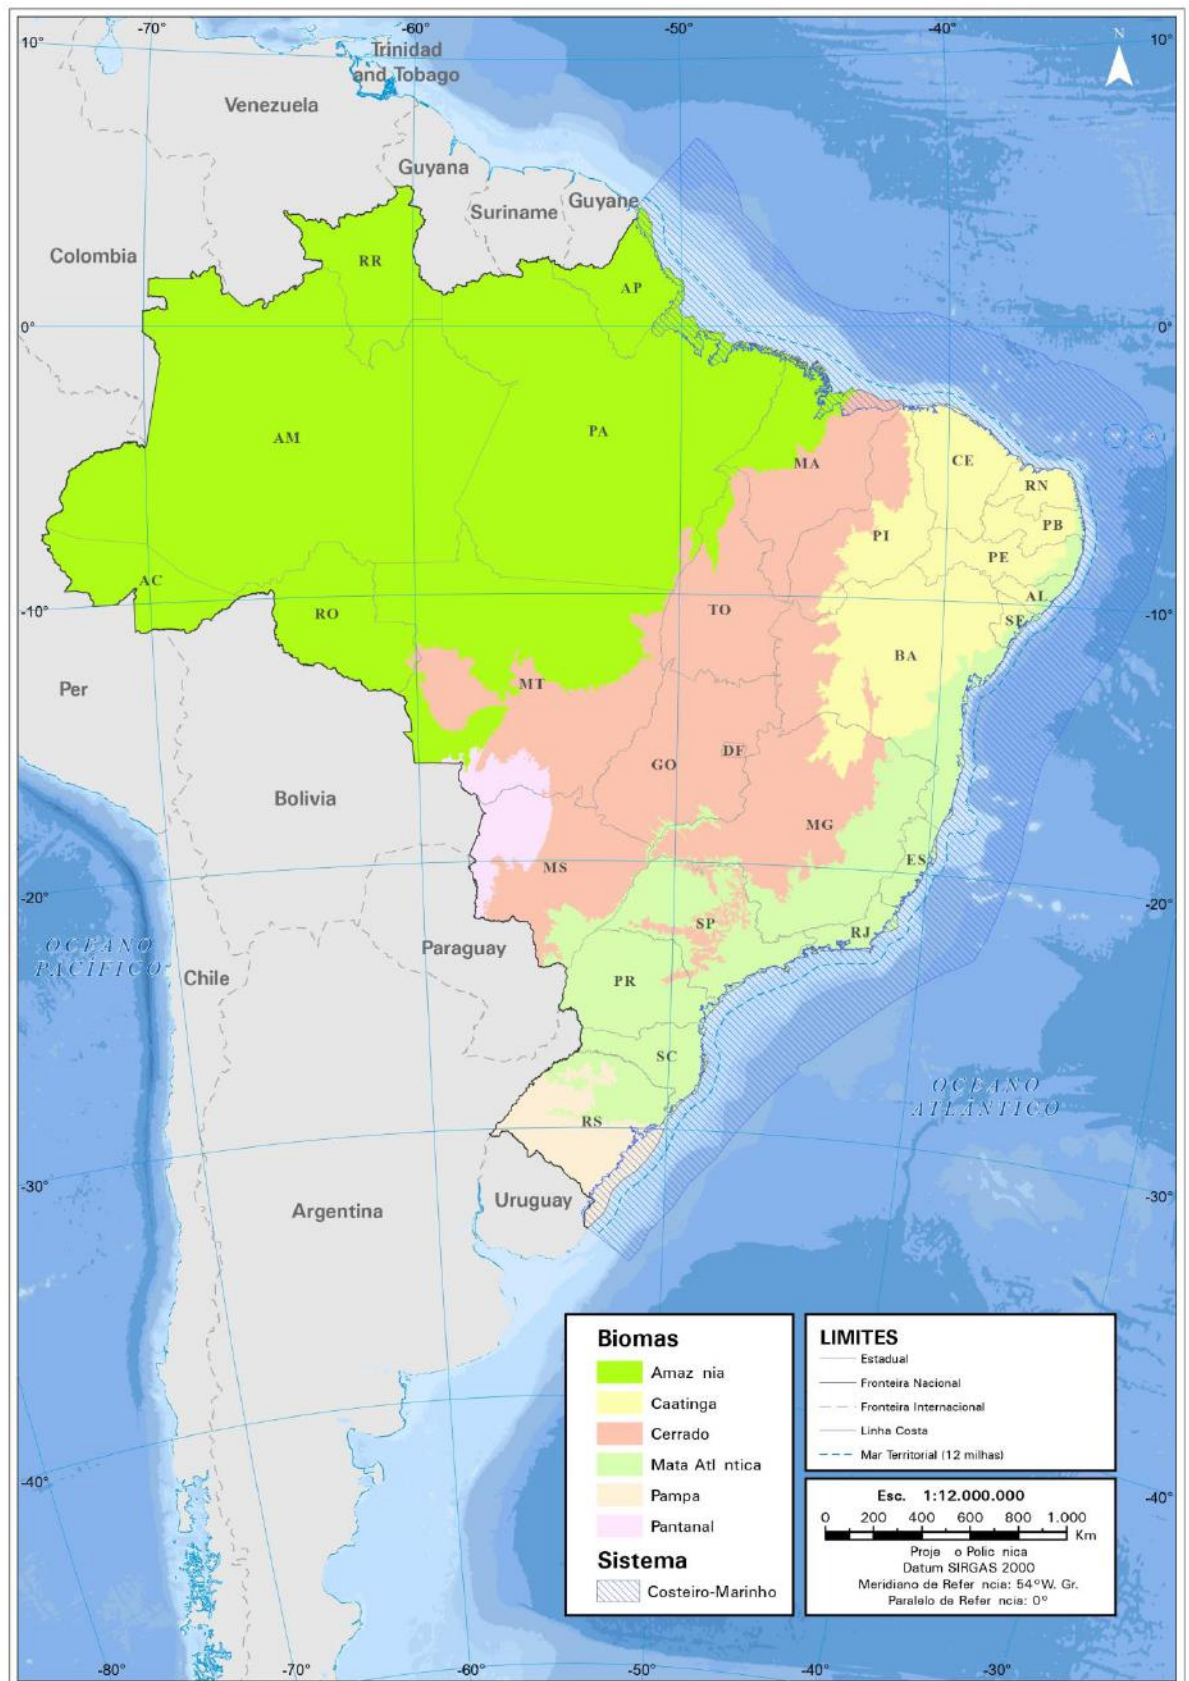 -70°
-60°
-50°
-40°
10°
10°
N
Trinidad
and Tobago
Venezuela
Guyana
Suriname
Guyane
Colombia
RR
AP
0°
0°
AM
PA
MA
CE
RN
PB
PI
PE
AC
AL
-10°
RO
TO
SE
-10°
BA
Per
MT
DF
GO
Bolivia
MG
ES
MS
-20°
-20°
SP
RJ
OCEANO
PACÍFICO
Paraguay
Chile
PR
SC
OCEANO
ATLÂNTICO
RS
-30°
-30°
Uruguay
Argentina
Biomas
Amaz nia
Caatinga
Cerrado
Mata Atl ntica
Pampa
Pantanal
Sistema
Costeiro-Marinho
LIMITES
Estadual
Fronteira Nacional
Fronteira Internacional
Linha Costa
Mar Territorial (12 milhas)
Esc. 1:12.000.000
0 200 400 600 800 1.000
Km
Proje o Polic nica
Datum SIRGAS 2000
Meridiano de Refer ncia: 54°W. Gr.
Paralelo de Refer ncia: 0°
-40°
-40°
-80°
-70°
-60°
-50°
-40°
-30°